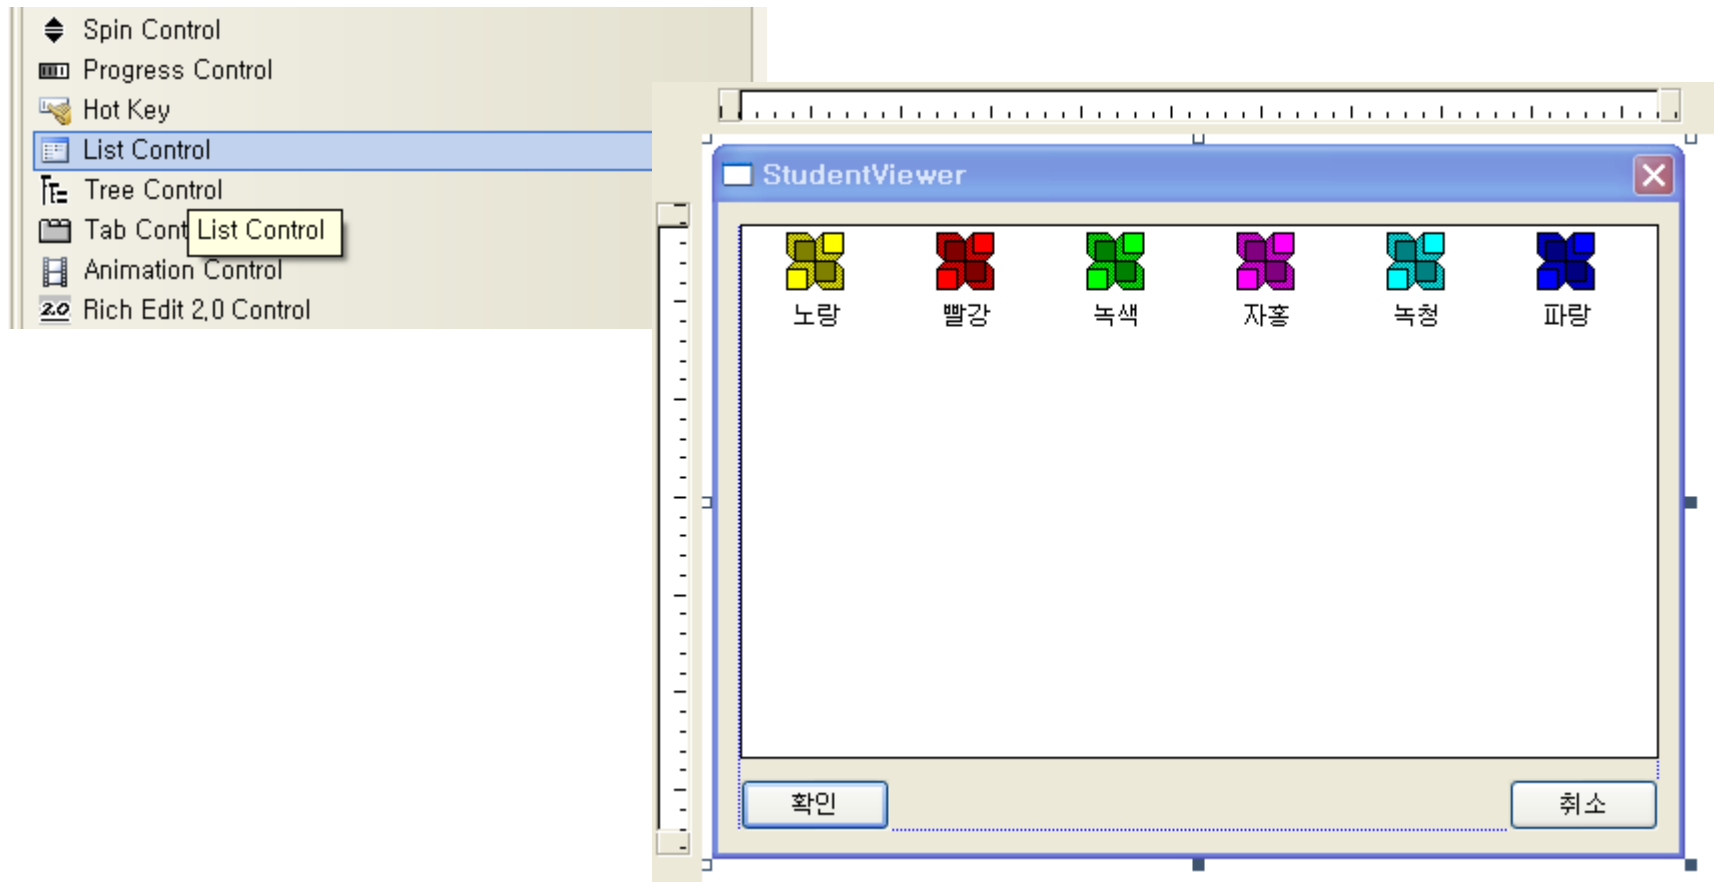 Spin Control
Progress Control
Hot Key
List Control
Tree Control
Tab Cont
List Control
Animation Control
2.0 Rich Edit 2,0 Control
StudentViewer
노랑 빨강 녹색 자홍 녹청 파랑
확인 취소